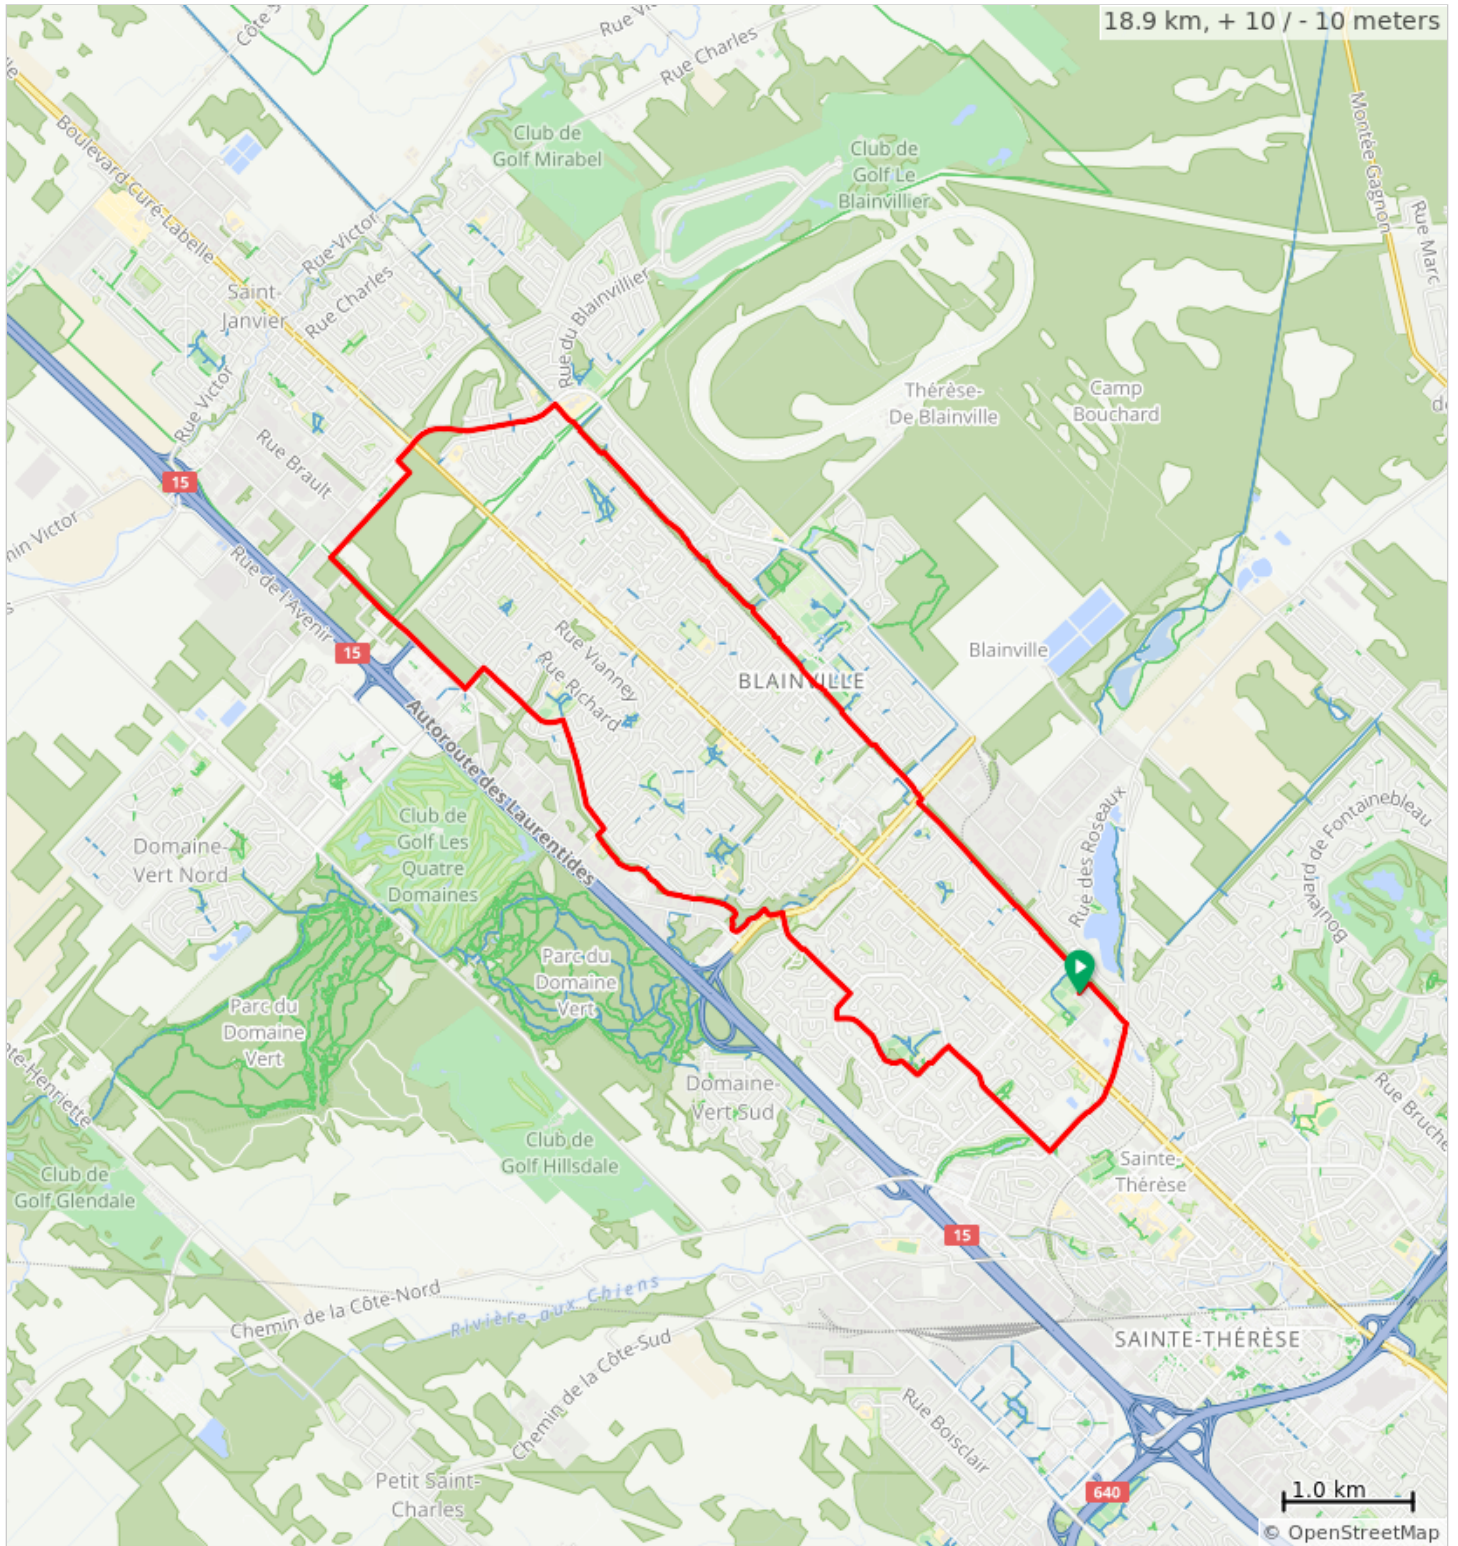 18.9 km, + 10 / - 10 meters
Rue Charles
Boulevard Curé-Labelle
Club de
Golf Mirabel
Club de
Golf Le
Blainvillier
Montée Gagnon
Rue Marc
Rue Victor
Rue du Blainvillier
Saint-
Janvier
Rue Charles
Rue Victor
Thérèse-
De Blainville
Camp
Bouchard
Rue Brault
15
Rue de l'Avenir
15
Rue Vianney
Rue Richard
BLAINVILLE
Blainville
Autoroute des Laurentides
Rue des Roseaux
Boulevard de Fontainebleau
Club de
Golf Les
Quatre
Domaines
Domaine-
Vert Nord
Parc du
Domaine
Vert
Parc du
Domaine
Vert
Domaine-
Vert Sud
Club de
Golf Hillsdale
Club de
Golf Glendale
Sainte-
Thérèse
15
Chemin de la Côte-Nord
Rivière aux Chiens
Chemin de la Côte-Sud
SAINTE-THÉRÈSE
Rue Boisclair
Petit Saint-
Charles
640
1.0 km
© OpenStreetMap